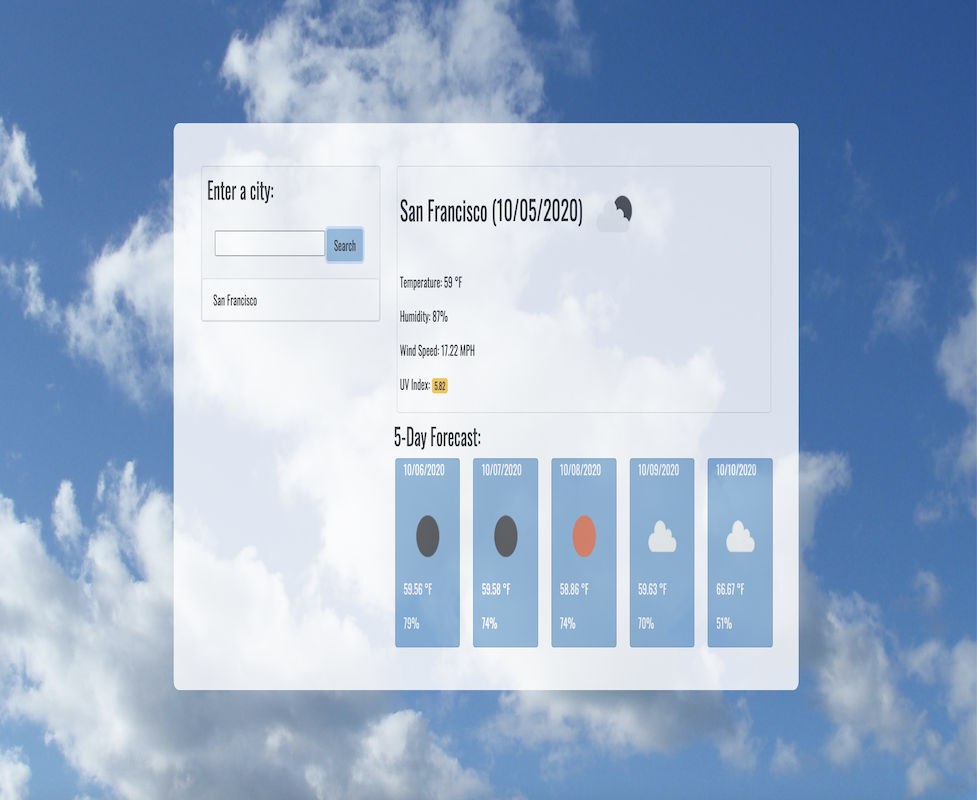 Enter a city:
Search
San Francisco
San Francisco (10/05/2020)
Temperature: 59 °F
Humidity: 87%
Wind Speed: 17.22 MPH
UV Index: 5.82
5-Day Forecast:
10/06/2020
59.56 °F
79%
10/07/2020
59.58 °F
74%
10/08/2020
58.86 °F
74%
10/09/2020
59.63 °F
70%
10/10/2020
66.67 °F
51%